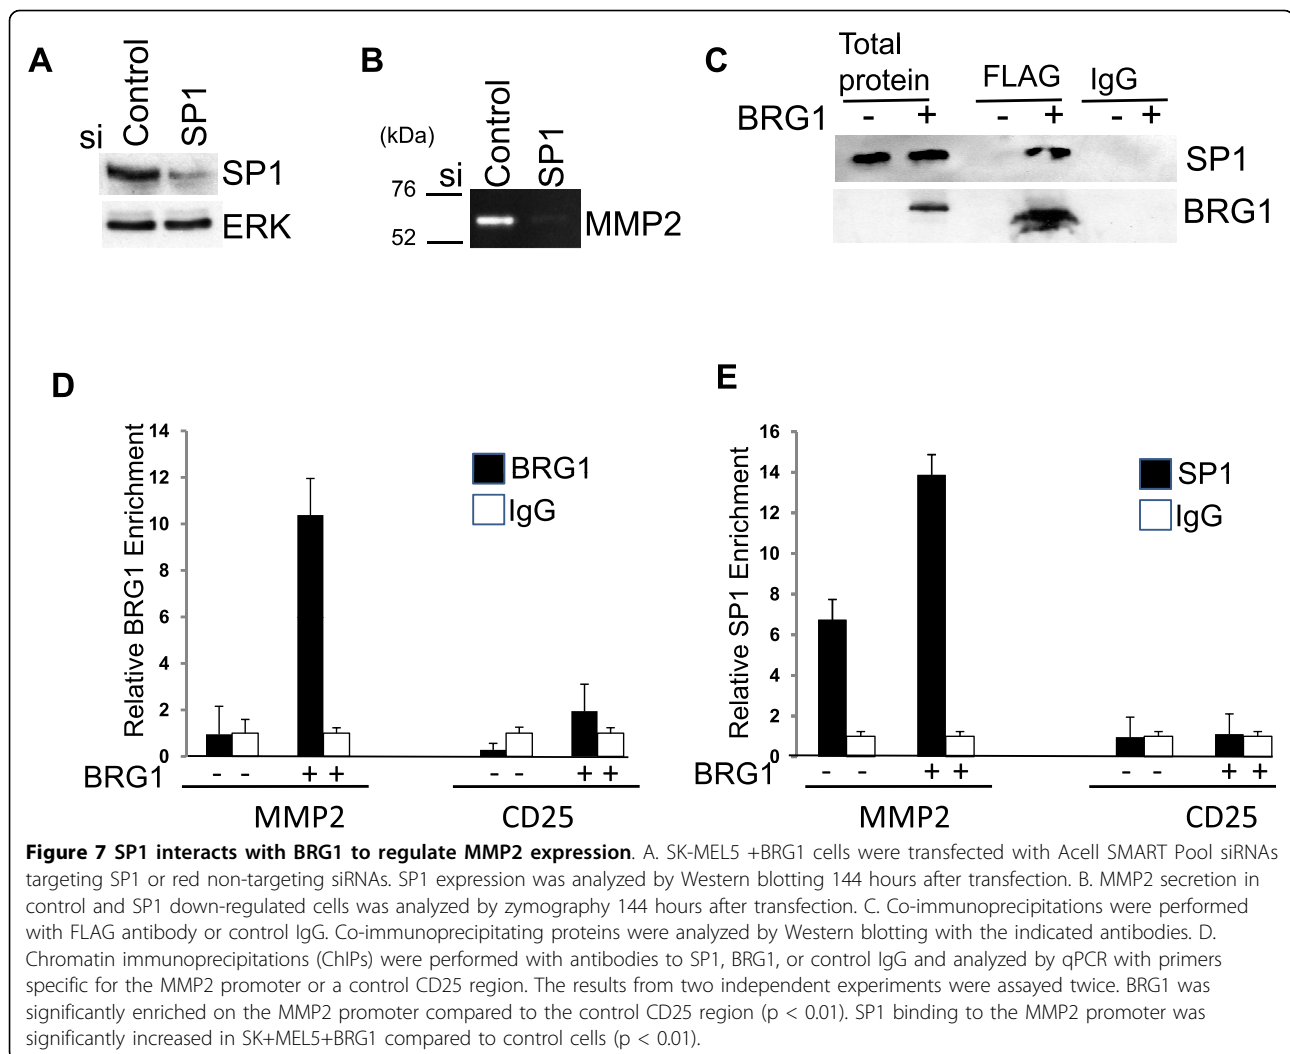 A
si
Control
SP1
SP1
ERK
B
(kDa)
si
Control
SP1
76
52
MMP2
C
Total
protein
FLAG
IgG
BRG1
- + - + - +
SP1
BRG1
D
Relative BRG1 Enrichment
14
12
10
8
6
4
2
0
BRG1
IgG
BRG1 - - + + - - + +
MMP2 CD25
E
Relative SP1 Enrichment
16
14
12
10
8
6
4
2
0
SP1
IgG
BRG1 - - + + - - + +
MMP2 CD25
Figure 7 SP1 interacts with BRG1 to regulate MMP2 expression. A. SK-MEL5 +BRG1 cells were transfected with Acell SMART Pool siRNAs
targeting SP1 or red non-targeting siRNAs. SP1 expression was analyzed by Western blotting 144 hours after transfection. B. MMP2 secretion in
control and SP1 down-regulated cells was analyzed by zymography 144 hours after transfection. C. Co-immunoprecipitations were performed
with FLAG antibody or control IgG. Co-immunoprecipitating proteins were analyzed by Western blotting with the indicated antibodies. D.
Chromatin immunoprecipitations (ChIPs) were performed with antibodies to SP1, BRG1, or control IgG and analyzed by qPCR with primers
specific for the MMP2 promoter or a control CD25 region. The results from two independent experiments were assayed twice. BRG1 was
significantly enriched on the MMP2 promoter compared to the control CD25 region (p < 0.01). SP1 binding to the MMP2 promoter was
significantly increased in SK+MEL5+BRG1 compared to control cells (p < 0.01).